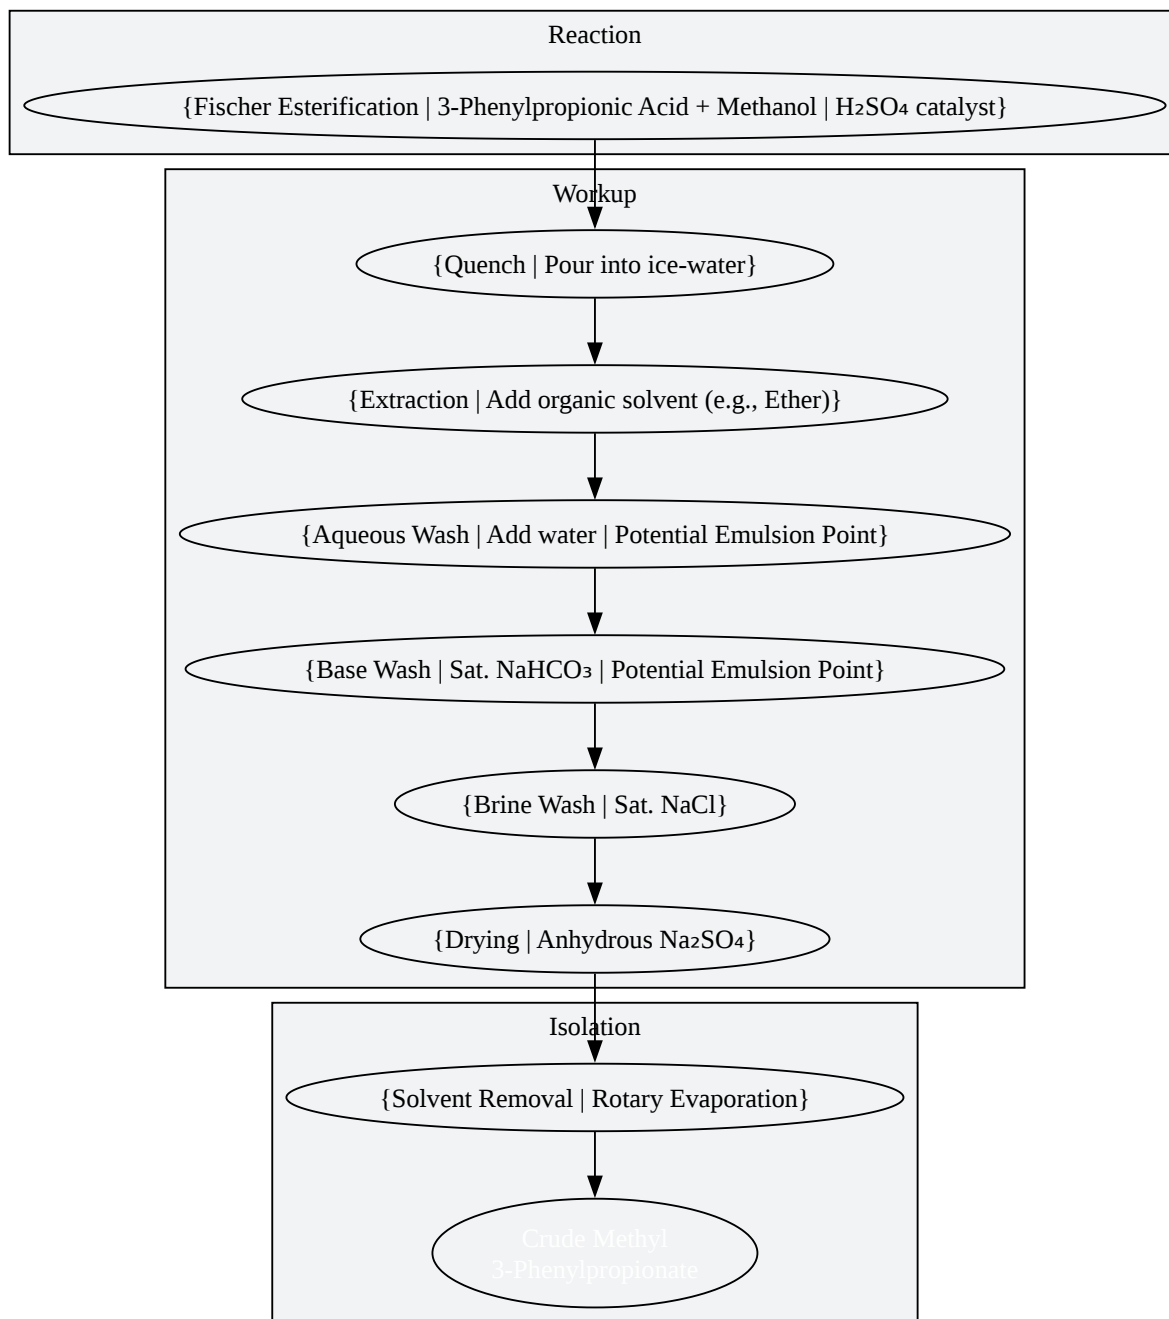 Reaction
{Fischer Esterification | 3-Phenylpropionic Acid + Methanol | H₂SO₄ catalyst}
Workup
{Quench | Pour into ice-water}
{Extraction | Add organic solvent (e.g., Ether)}
{Aqueous Wash | Add water | Potential Emulsion Point}
{Base Wash | Sat. NaHCO₃ | Potential Emulsion Point}
{Brine Wash | Sat. NaCl}
{Drying | Anhydrous Na₂SO₄}
Isolation
{Solvent Removal | Rotary Evaporation}
Crude Methyl
3-Phenylpropionate